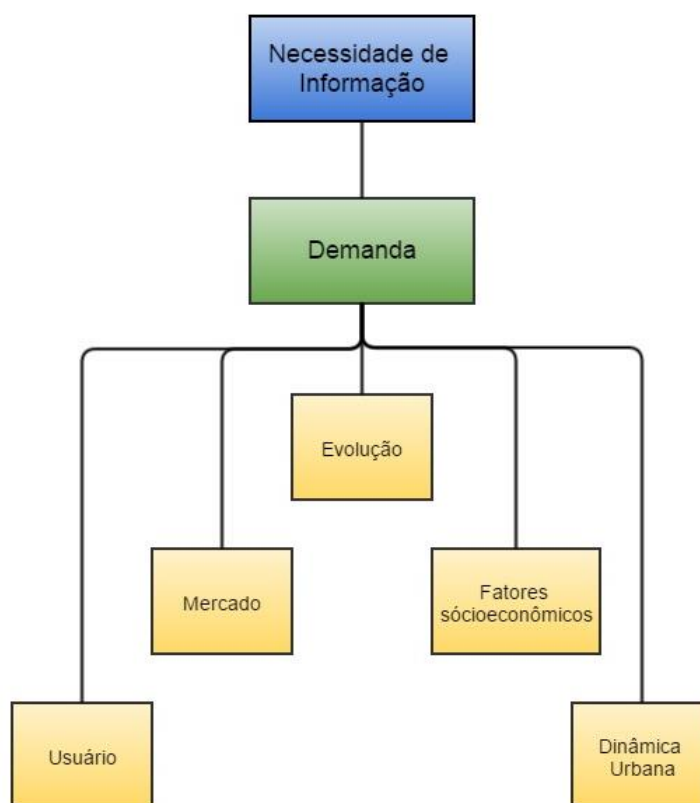 Necessidade de
Informação
Demanda
Evolução
Mercado
Fatores
sócioeconômicos
Usuário
Dinâmica
Urbana